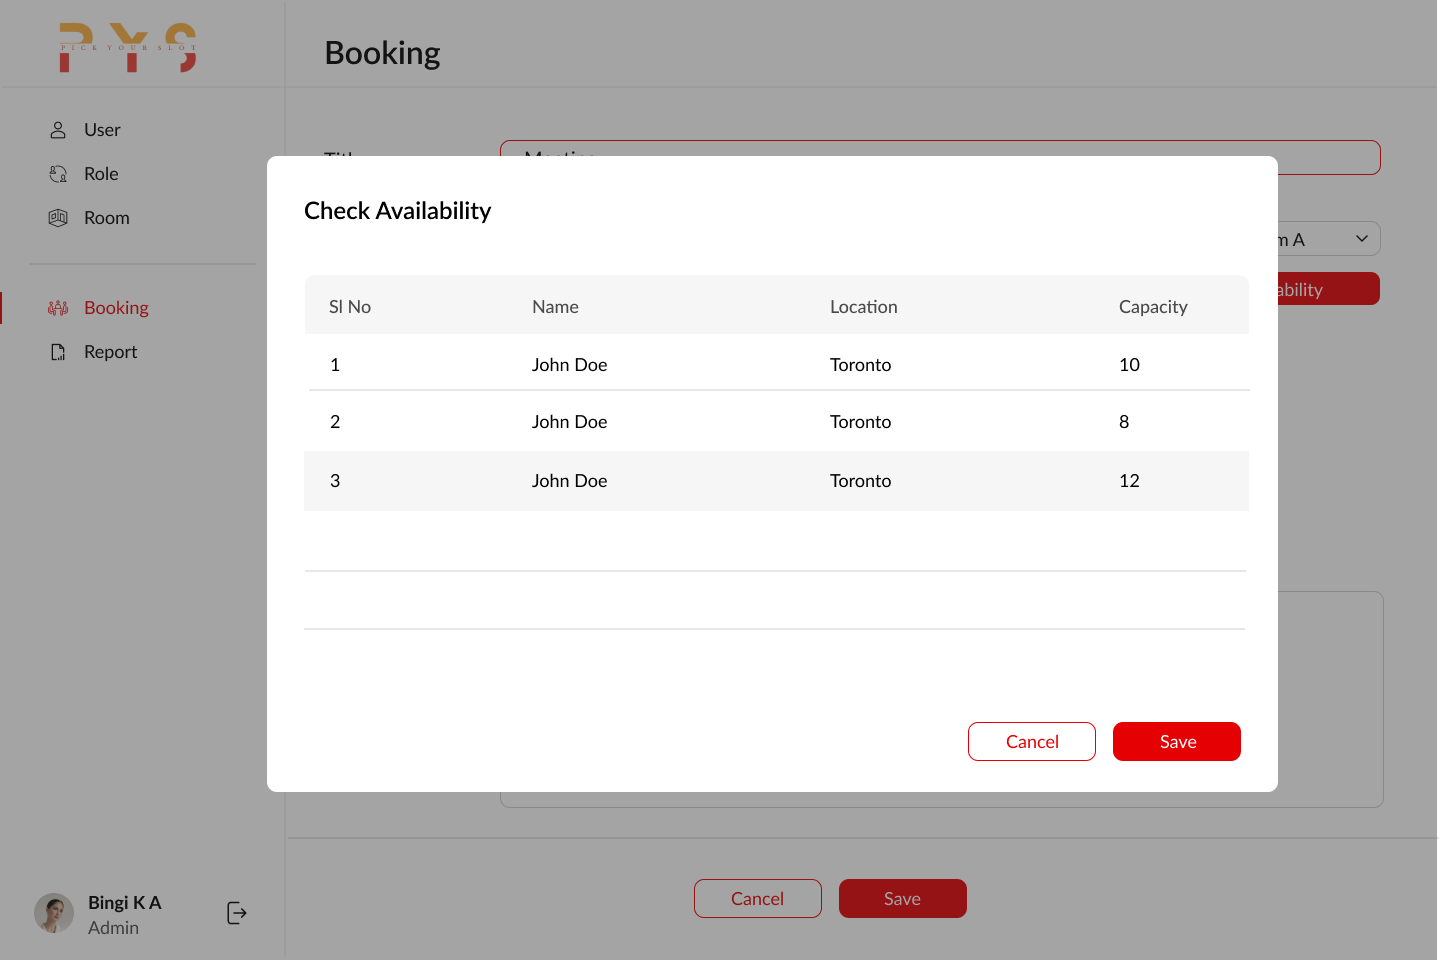 PYS
PICK YOUR SLOT
Booking
User
Role
Room
Booking
Report
Bingi K A
Admin
m A
ability
Check Availability
Sl No Name Location Capacity
1 John Doe Toronto 10
2 John Doe Toronto 8
3 John Doe Toronto 12
Cancel Save
Cancel Save